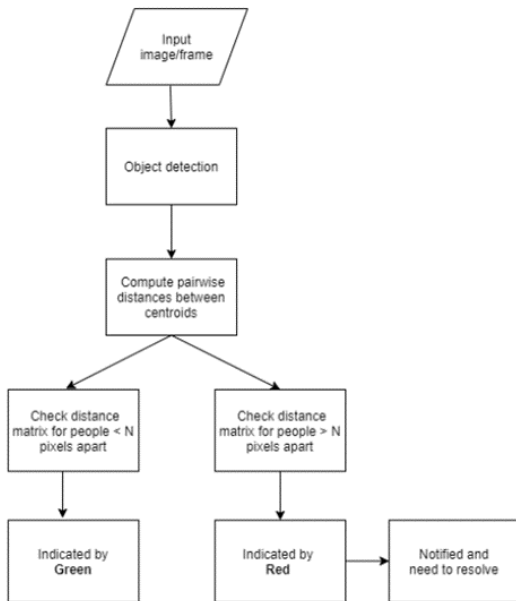 Input
image/frame
Object detection
Compute pairwise
distances between
centroids
Check distance
matrix for people < N
pixels apart
Check distance
matrix for people > N
pixels apart
Indicated by
Green
Indicated by
Red
Notified and
need to resolve